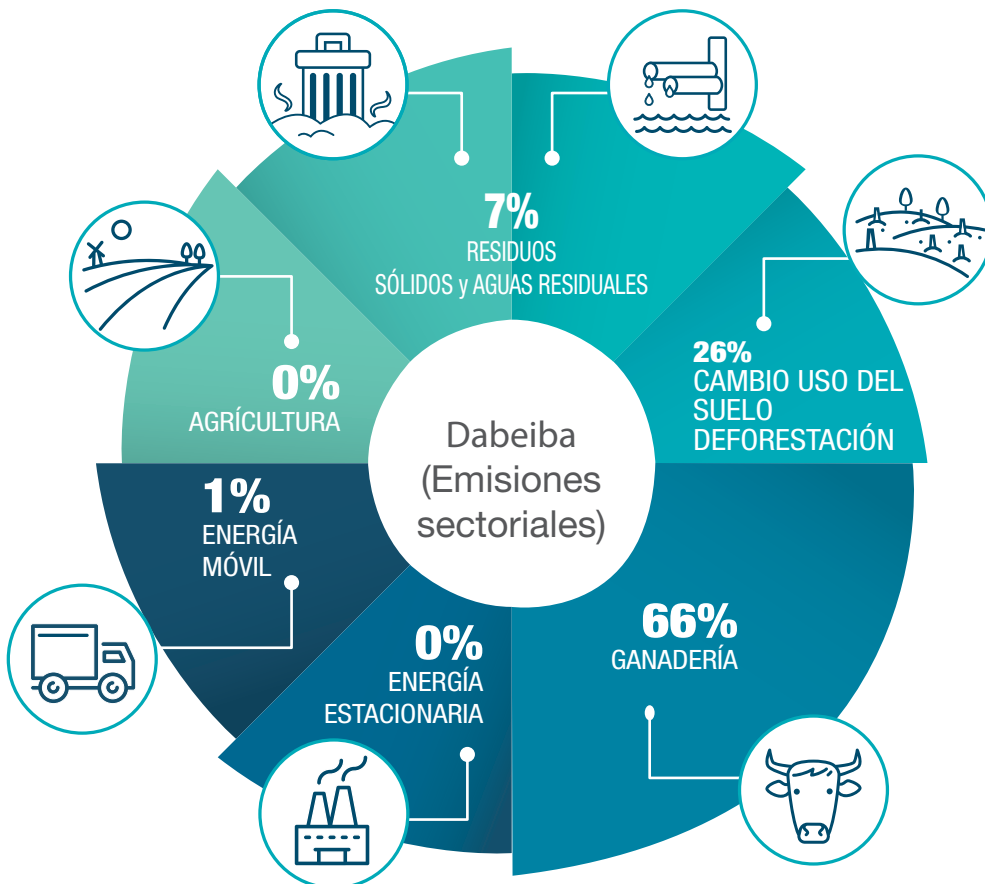 7%
RESIDUOS
SÓLIDOS y AGUAS RESIDUALES
26%
CAMBIO USO DEL
SUELO
DEFORESTACIÓN
0%
AGRÍCULTURA
Dabeiba
(Emisiones
sectoriales)
1%
ENERGÍA
MÓVIL
66%
GANADERÍA
0%
ENERGÍA
ESTACIONARIA